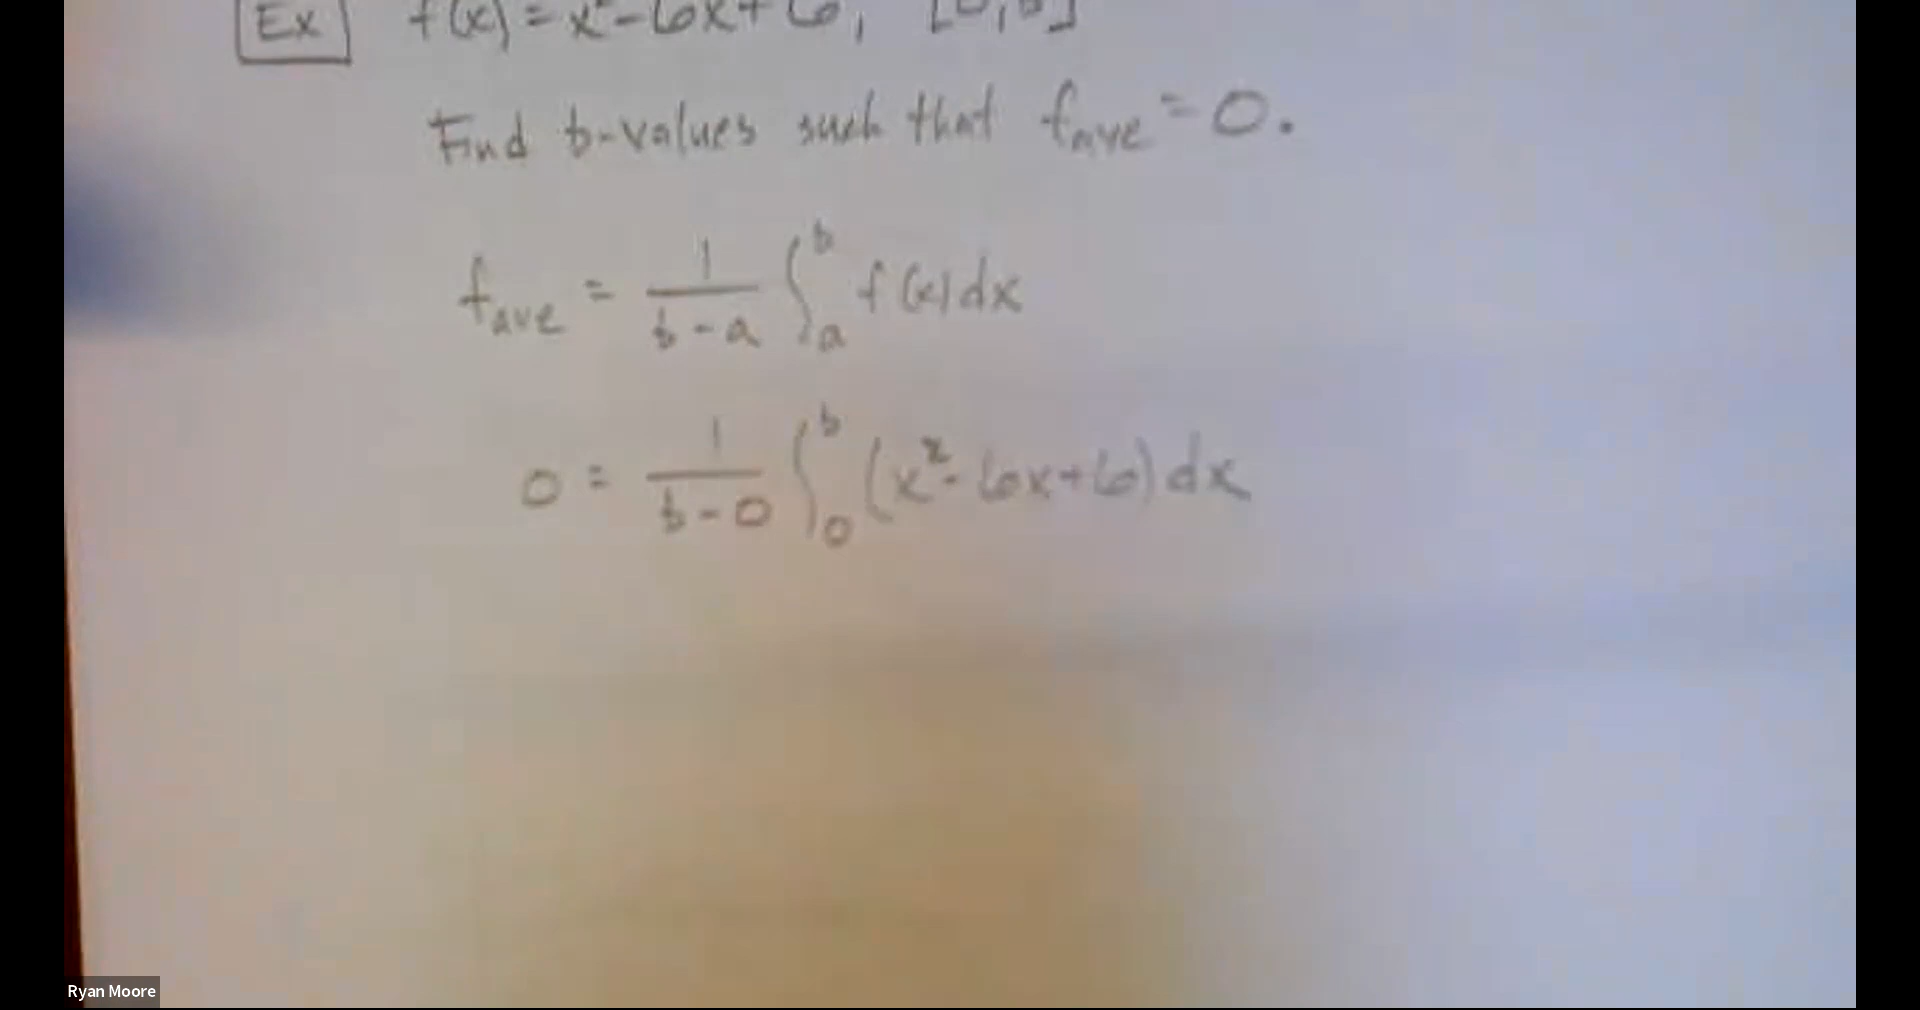 Ex f(x) = x² - 6x + 6, [0, b]
Find b-values such that f_ave = 0.
f_ave = 1/(b - a) ∫_a^b f(x) dx
0 = 1/(b - 0) ∫_0^b (x² - 6x + 6) dx
Ryan Moore